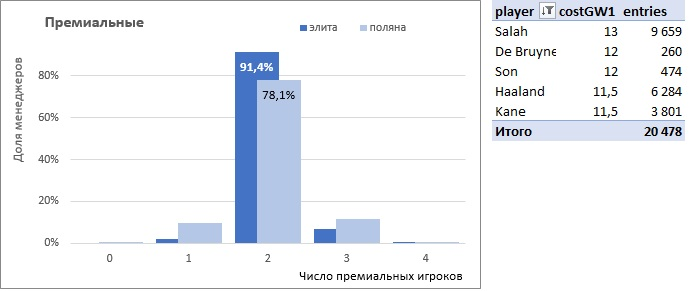 Премиальные
элита
поляна
Доля менеджеров
80%
60%
40%
20%
0%
91,4%
78,1%
0
1
2
3
4
Число премиальных игроков
player costGW1 entries
Salah 13 9 659
De Bruyne 12 260
Son 12 474
Haaland 11,5 6 284
Kane 11,5 3 801
Итого 20 478